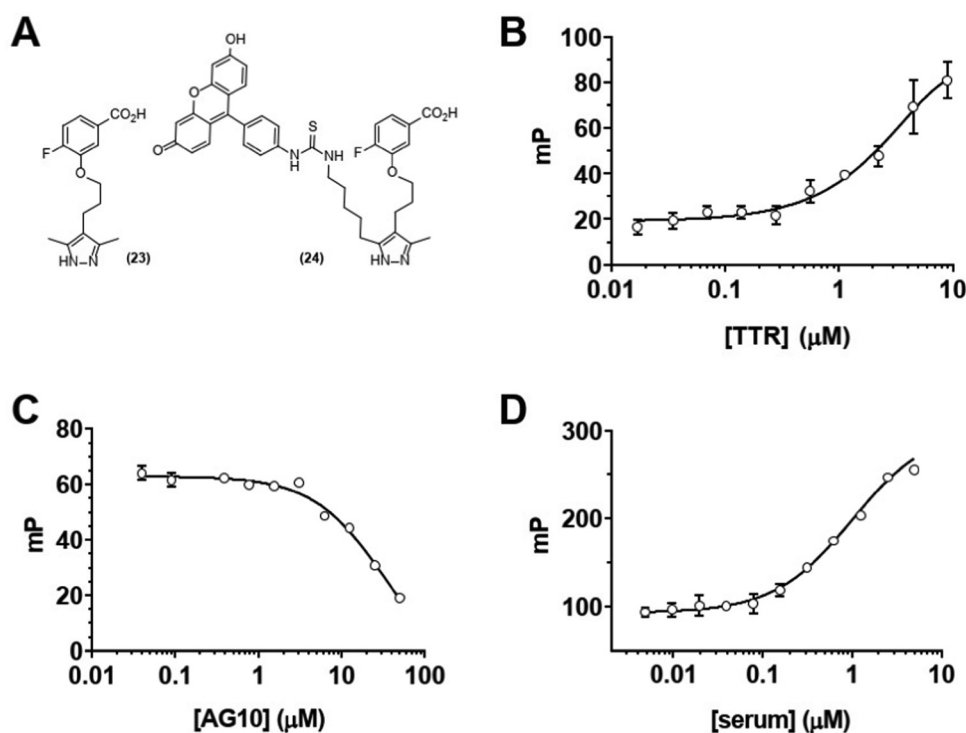 A
OH
O
O
N
H
S
N
H
CO₂H
F
O
HN-N
(23)
CO₂H
F
O
HN-N
(24)
B
mP
100
80
60
40
20
0
0.01 0.1 1 10
[TTR] (μM)
C
mP
80
60
40
20
0
0.01 0.1 1 10 100
[AG10] (μM)
D
mP
300
200
100
0.01 0.1 1 10
[serum] (μM)